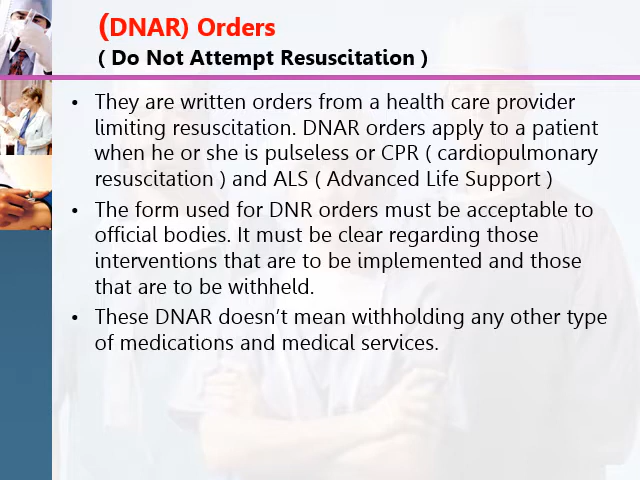 (DNAR) Orders
( Do Not Attempt Resuscitation )
• They are written orders from a health care provider
limiting resuscitation. DNAR orders apply to a patient
when he or she is pulseless or CPR ( cardiopulmonary
resuscitation ) and ALS ( Advanced Life Support )
• The form used for DNR orders must be acceptable to
official bodies. It must be clear regarding those
interventions that are to be implemented and those
that are to be withheld.
• These DNAR doesn’t mean withholding any other type
of medications and medical services.